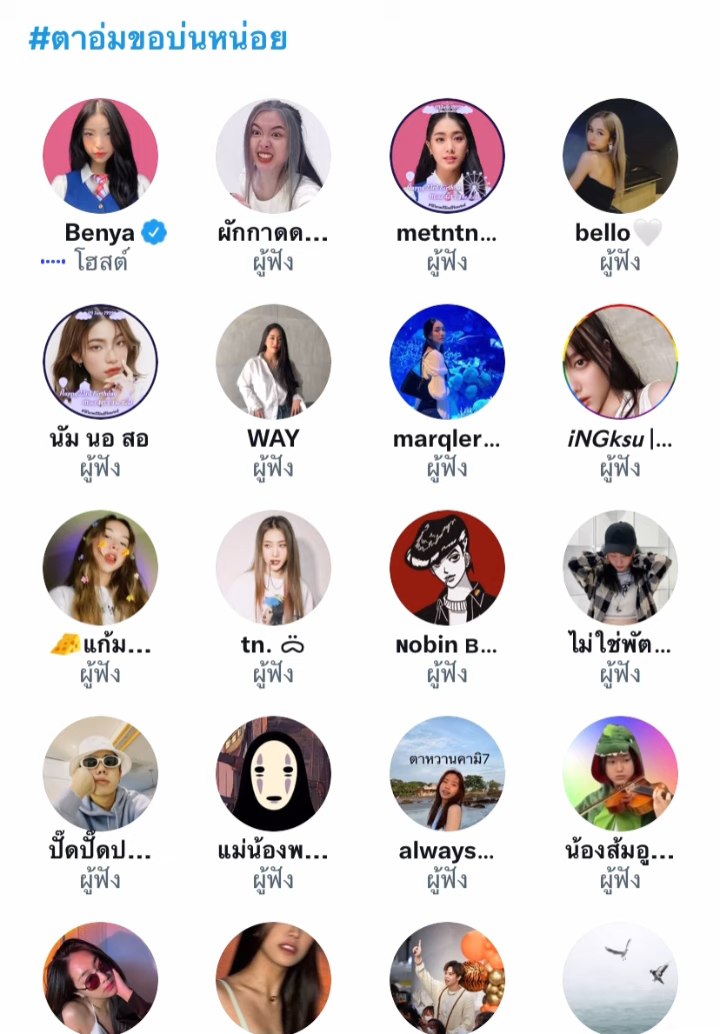 #ตาอ่มขอบ่นหน่อย
Benya
ผักกาดด...
metntn...
bello🤍
โฮสต์
ผู้ฟัง
ผู้ฟัง
ผู้ฟัง
นัม นอ สอ
WAY
marqler...
iNGksu |...
ผู้ฟัง
ผู้ฟัง
ผู้ฟัง
ผู้ฟัง
🧀แก้ม...
tn.
ɴobin ʙ...
ไม่ใช่พัต...
ผู้ฟัง
ผู้ฟัง
ผู้ฟัง
ผู้ฟัง
ตาหวานคามิ7
ปั๊ดปั๊ดป...
แม่น้องพ...
always...
น้องส้มอู...
ผู้ฟัง
ผู้ฟัง
ผู้ฟัง
ผู้ฟัง